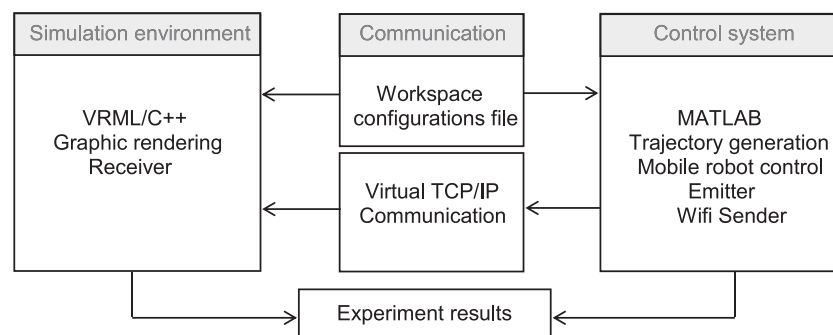 Simulation environment
VRML/C++
Graphic rendering
Receiver
Communication
Workspace
configurations file
Virtual TCP/IP
Communication
Control system
MATLAB
Trajectory generation
Mobile robot control
Emitter
Wifi Sender
Experiment results